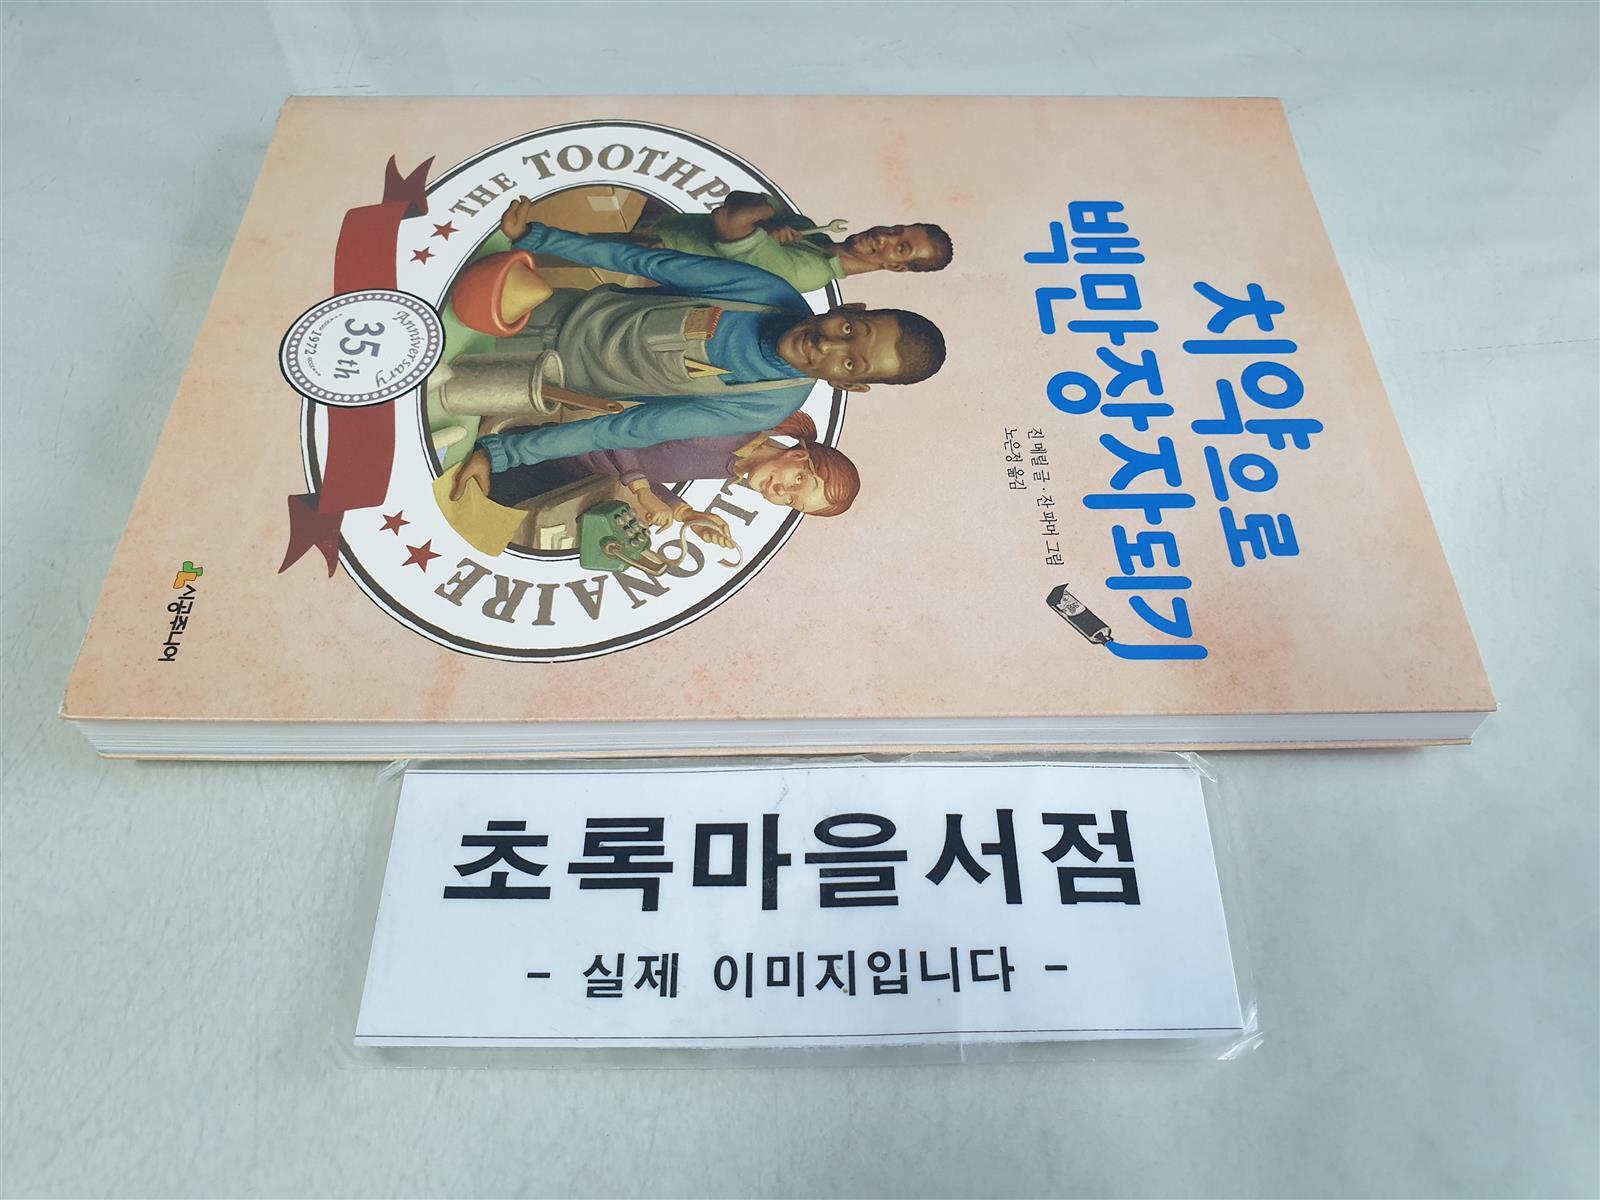 치약으로
백만장자 되기
진 메릴 글 · 잔 파머 그림
노은정 옮김
THE TOOTHPA
LIONAIRE
Anniversary
35th
1972
시공주니어
초록마을서점
- 실제 이미지입니다 -